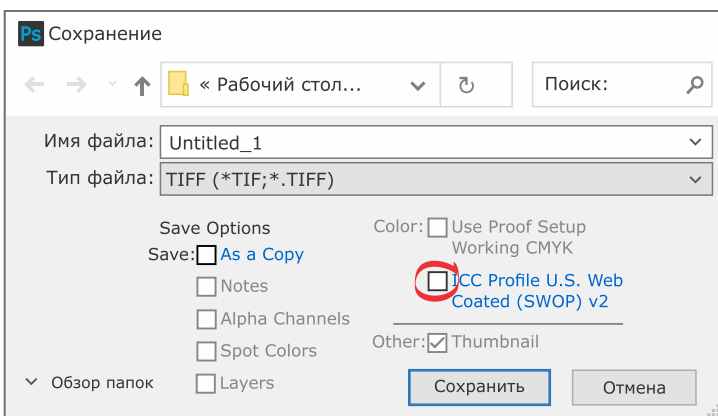 Ps Сохранение
« Рабочий стол...
Поиск:
Имя файла: Untitled_1
Тип файла: TIFF (*TIF;*.TIFF)
Save Options
Save: As a Copy
Notes
Alpha Channels
Spot Colors
Layers
Color: Use Proof Setup
Working CMYK
ICC Profile U.S. Web
Coated (SWOP) v2
Other: Thumbnail
Обзор папок
Сохранить
Отмена